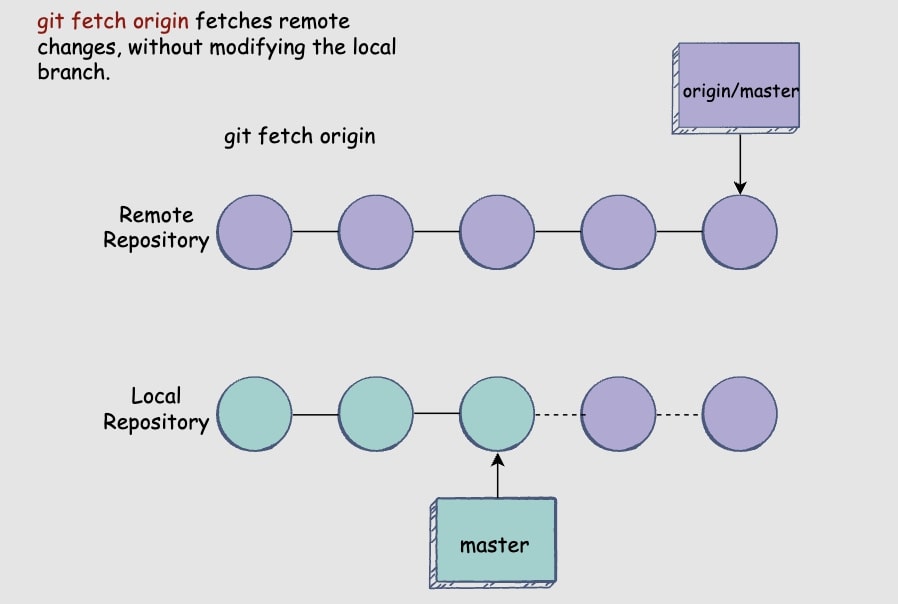 git fetch origin fetches remote
changes, without modifying the local
branch.
origin/master
git fetch origin
Remote
Repository
Local
Repository
master